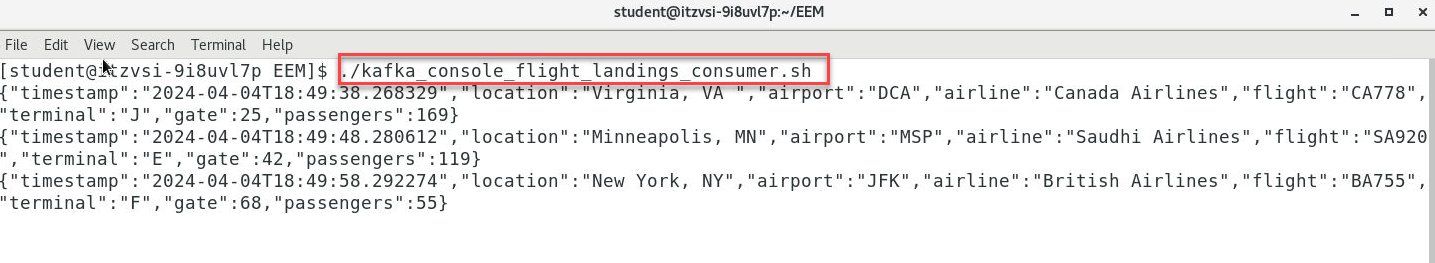 student@itzvsi-9i8uvl7p:~/EEM
File Edit View Search Terminal Help
[student@itzvsi-9i8uvl7p EEM]$ ./kafka_console_flight_landings_consumer.sh
{"timestamp":"2024-04-04T18:49:38.268329","location":"Virginia, VA ","airport":"DCA","airline":"Canada Airlines","flight":"CA778",
"terminal":"J","gate":25,"passengers":169}
{"timestamp":"2024-04-04T18:49:48.280612","location":"Minneapolis, MN","airport":"MSP","airline":"Saudhi Airlines","flight":"SA920
","terminal":"E","gate":42,"passengers":119}
{"timestamp":"2024-04-04T18:49:58.292274","location":"New York, NY","airport":"JFK","airline":"British Airlines","flight":"BA755",
"terminal":"F","gate":68,"passengers":55}